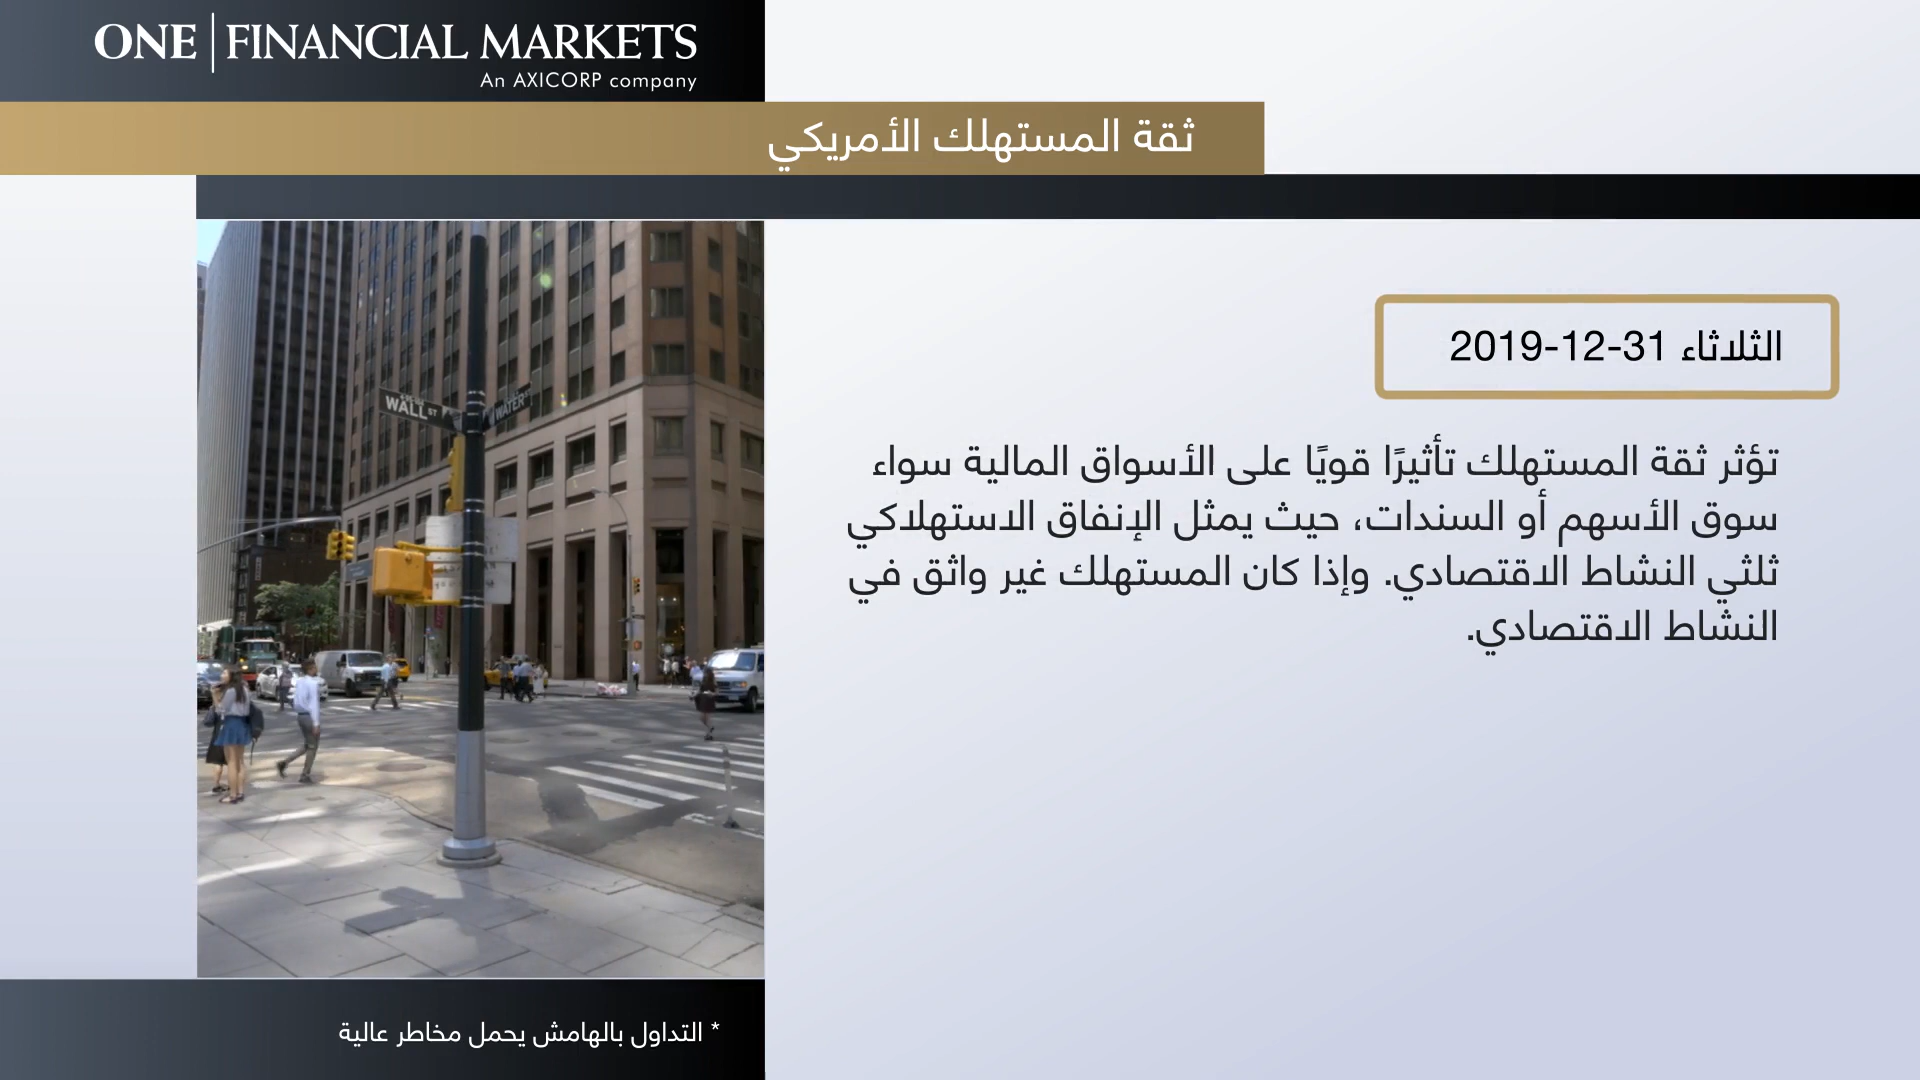 ONE | FINANCIAL MARKETS
An AXICORP company
ثقة المستهلك الأمريكي
الثلاثاء 31-12-2019
تؤثر ثقة المستهلك تأثيرًا قويًا على الأسواق المالية سواء
سوق الأسهم أو السندات، حيث يمثل الإنفاق الاستهلاكي
ثلثي النشاط الاقتصادي. وإذا كان المستهلك غير واثق في
النشاط الاقتصادي.
WALL ST
WATER
* التداول بالهامش يحمل مخاطر عالية